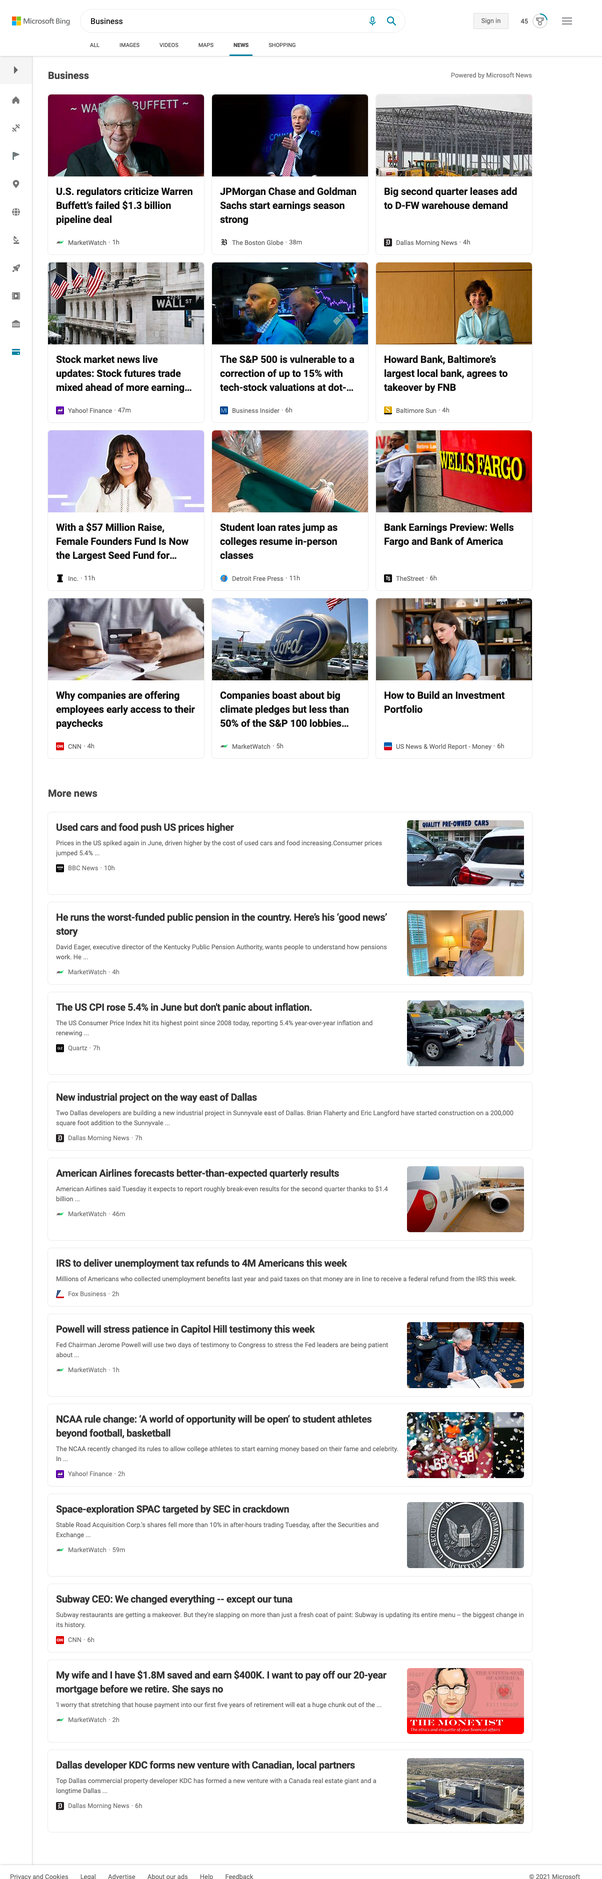 Microsoft Bing
Business
Sign in
45
ALL IMAGES VIDEOS MAPS NEWS SHOPPING
Business
Powered by Microsoft News
~ WARREN BUFFETT ~
U.S. regulators criticize Warren
Buffett's failed $1.3 billion
pipeline deal
MarketWatch · 1h
JPMorgan Chase and Goldman
Sachs start earnings season
strong
The Boston Globe · 38m
Big second quarter leases add
to D-FW warehouse demand
Dallas Morning News · 4h
WALL ST
Stock market news live
updates: Stock futures trade
mixed ahead of more earning...
Yahoo! Finance · 47m
The S&P 500 is vulnerable to a
correction of up to 15% with
tech-stock valuations at dot-...
Business Insider · 6h
Howard Bank, Baltimore's
largest local bank, agrees to
takeover by FNB
Baltimore Sun · 4h
With a $57 Million Raise,
Female Founders Fund Is Now
the Largest Seed Fund for...
Inc. · 11h
Student loan rates jump as
colleges resume in-person
classes
Detroit Free Press · 11h
WELLS FARGO
Bank Earnings Preview: Wells
Fargo and Bank of America
TheStreet · 6h
Why companies are offering
employees early access to their
paychecks
CNN · 4h
Ford
Companies boast about big
climate pledges but less than
50% of the S&P 100 lobbies...
MarketWatch · 5h
How to Build an Investment
Portfolio
US News & World Report - Money · 6h
More news
Used cars and food push US prices higher
Prices in the US spiked again in June, driven higher by the cost of used cars and food increasing.Consumer prices
jumped 5.4% ...
BBC News · 10h
QUALITY PRE-OWNED CARS
He runs the worst-funded public pension in the country. Here's his 'good news'
story
David Eager, executive director of the Kentucky Public Pension Authority, wants people to understand how pensions
work. He ...
MarketWatch · 4h
The US CPI rose 5.4% in June but don't panic about inflation.
The US Consumer Price Index hit its highest point since 2008 today, reporting 5.4% year-over-year inflation and
renewing ...
Quartz · 7h
New industrial project on the way east of Dallas
Two Dallas developers are building a new industrial project in Sunnyvale east of Dallas. Brian Flaherty and Eric Langford have started construction on a 200,000
square foot addition to the Sunnyvale ...
Dallas Morning News · 7h
American Airlines forecasts better-than-expected quarterly results
American Airlines said Tuesday it expects to report roughly break-even results for the second quarter thanks to $1.4
billion ...
MarketWatch · 46m
IRS to deliver unemployment tax refunds to 4M Americans this week
Millions of Americans who collected unemployment benefits last year and paid taxes on that money are in line to receive a federal refund from the IRS this week.
Fox Business · 2h
Powell will stress patience in Capitol Hill testimony this week
Fed Chairman Jerome Powell will use two days of testimony to Congress to stress the Fed leaders are being patient
about ...
MarketWatch · 1h
NCAA rule change: 'A world of opportunity will be open' to student athletes
beyond football, basketball
The NCAA recently changed its rules to allow college athletes to start earning money based on their fame and celebrity.
In ...
Yahoo! Finance · 2h
Space-exploration SPAC targeted by SEC in crackdown
Stable Road Acquisition Corp.'s shares fell more than 10% in after-hours trading Tuesday, after the Securities and
Exchange ...
MarketWatch · 59m
Subway CEO: We changed everything -- except our tuna
Subway restaurants are getting a makeover. But they're slapping on more than just a fresh coat of paint: Subway is updating its entire menu – the biggest change in
its history.
CNN · 6h
My wife and I have $1.8M saved and earn $400K. I want to pay off our 20-year
mortgage before we retire. She says no
'I worry that stretching that house payment into our first five years of retirement will eat a huge chunk out of the ...
MarketWatch · 2h
THE MONEYIST
The ethics and etiquette of your financial affairs
Dallas developer KDC forms new venture with Canadian, local partners
Top Dallas commercial property developer KDC has formed a new venture with a Canada real estate giant and a
longtime Dallas ...
Dallas Morning News · 6h
Privacy and Cookies Legal Advertise About our ads Help Feedback
© 2021 Microsoft